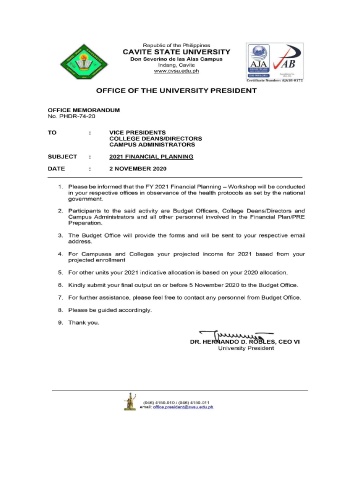 Republic of the Philippines
CAVITE STATE UNIVERSITY
Don Severino de las Alas Campus
Indang, Cavite
www.cvsu.edu.ph
AJA
PAB
OFFICE OF THE UNIVERSITY PRESIDENT
OFFICE MEMORANDUM
No. PHDR-74-20
TO : VICE PRESIDENTS
COLLEGE DEANS/DIRECTORS
CAMPUS ADMINISTRATORS
SUBJECT : 2021 FINANCIAL PLANNING
DATE : 2 NOVEMBER 2020
1. Please be informed that the FY 2021 Financial Planning – Workshop will be conducted
in your respective offices in observance of the health protocols as set by the national
government.
2. Participants to the said activity are Budget Officers, College Deans/Directors and
Campus Administrators and all other personnel involved in the Financial Plan/PRE
Preparation.
3. The Budget Office will provide the forms and will be sent to your respective email
address.
4. For Campuses and Colleges your projected income for 2021 based from your
projected enrollment
5. For other units your 2021 indicative allocation is based on your 2020 allocation.
6. Kindly submit your final output on or before 5 November 2020 to the Budget Office.
7. For further assistance, please feel free to contact any personnel from Budget Office.
8. Please be guided accordingly.
9. Thank you.
DR. HERNANDO D. ROBLES, CEO VI
University President
email: office.president@cvsu.edu.ph